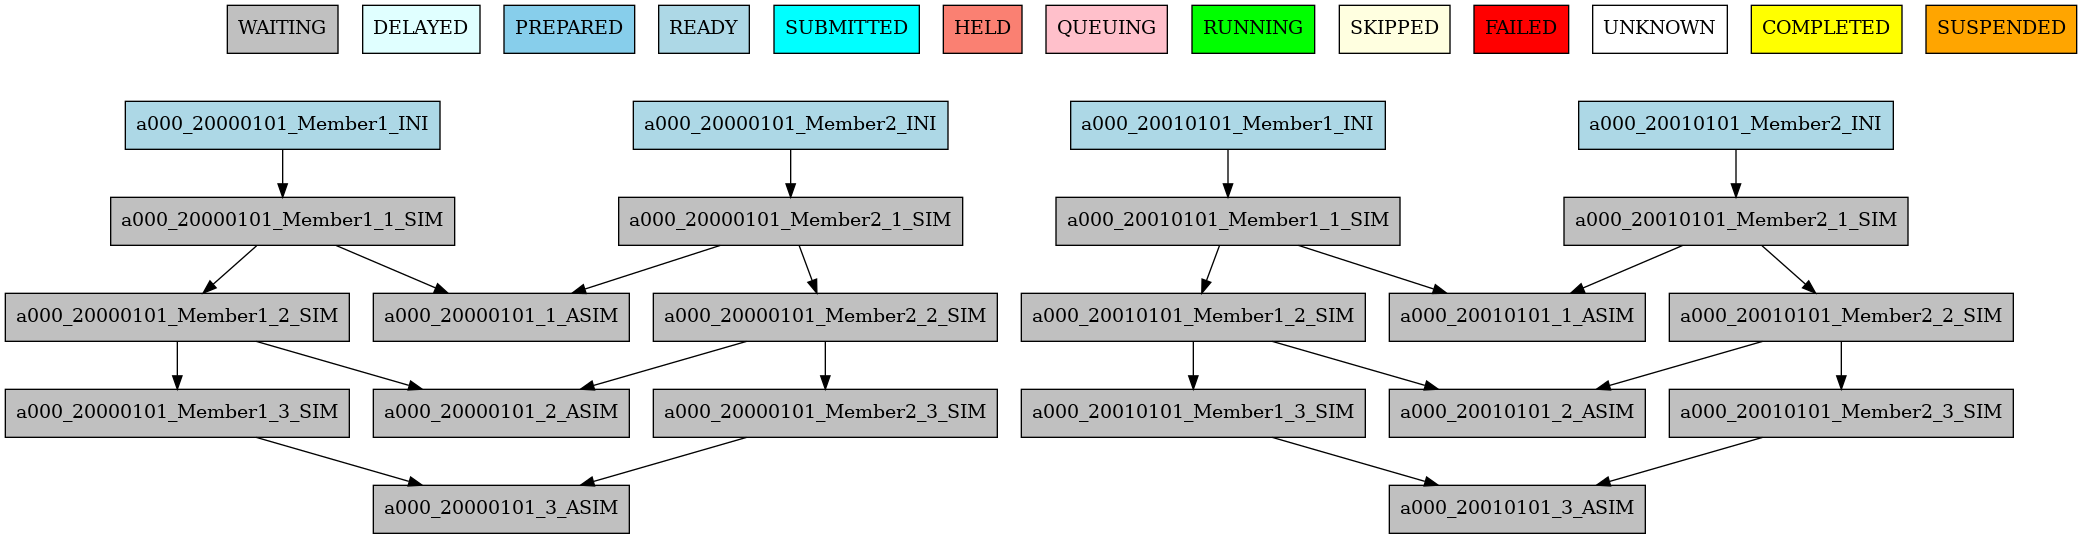 WAITING
DELAYED
PREPARED
READY
SUBMITTED
HELD
QUEUING
RUNNING
SKIPPED
FAILED
UNKNOWN
COMPLETED
SUSPENDED
a000_20000101_Member1_INI
a000_20000101_Member2_INI
a000_20010101_Member1_INI
a000_20010101_Member2_INI
a000_20000101_Member1_1_SIM
a000_20000101_Member2_1_SIM
a000_20010101_Member1_1_SIM
a000_20010101_Member2_1_SIM
a000_20000101_Member1_2_SIM
a000_20000101_1_ASIM
a000_20000101_Member2_2_SIM
a000_20010101_Member1_2_SIM
a000_20010101_1_ASIM
a000_20010101_Member2_2_SIM
a000_20000101_Member1_3_SIM
a000_20000101_2_ASIM
a000_20000101_Member2_3_SIM
a000_20010101_Member1_3_SIM
a000_20010101_2_ASIM
a000_20010101_Member2_3_SIM
a000_20000101_3_ASIM
a000_20010101_3_ASIM